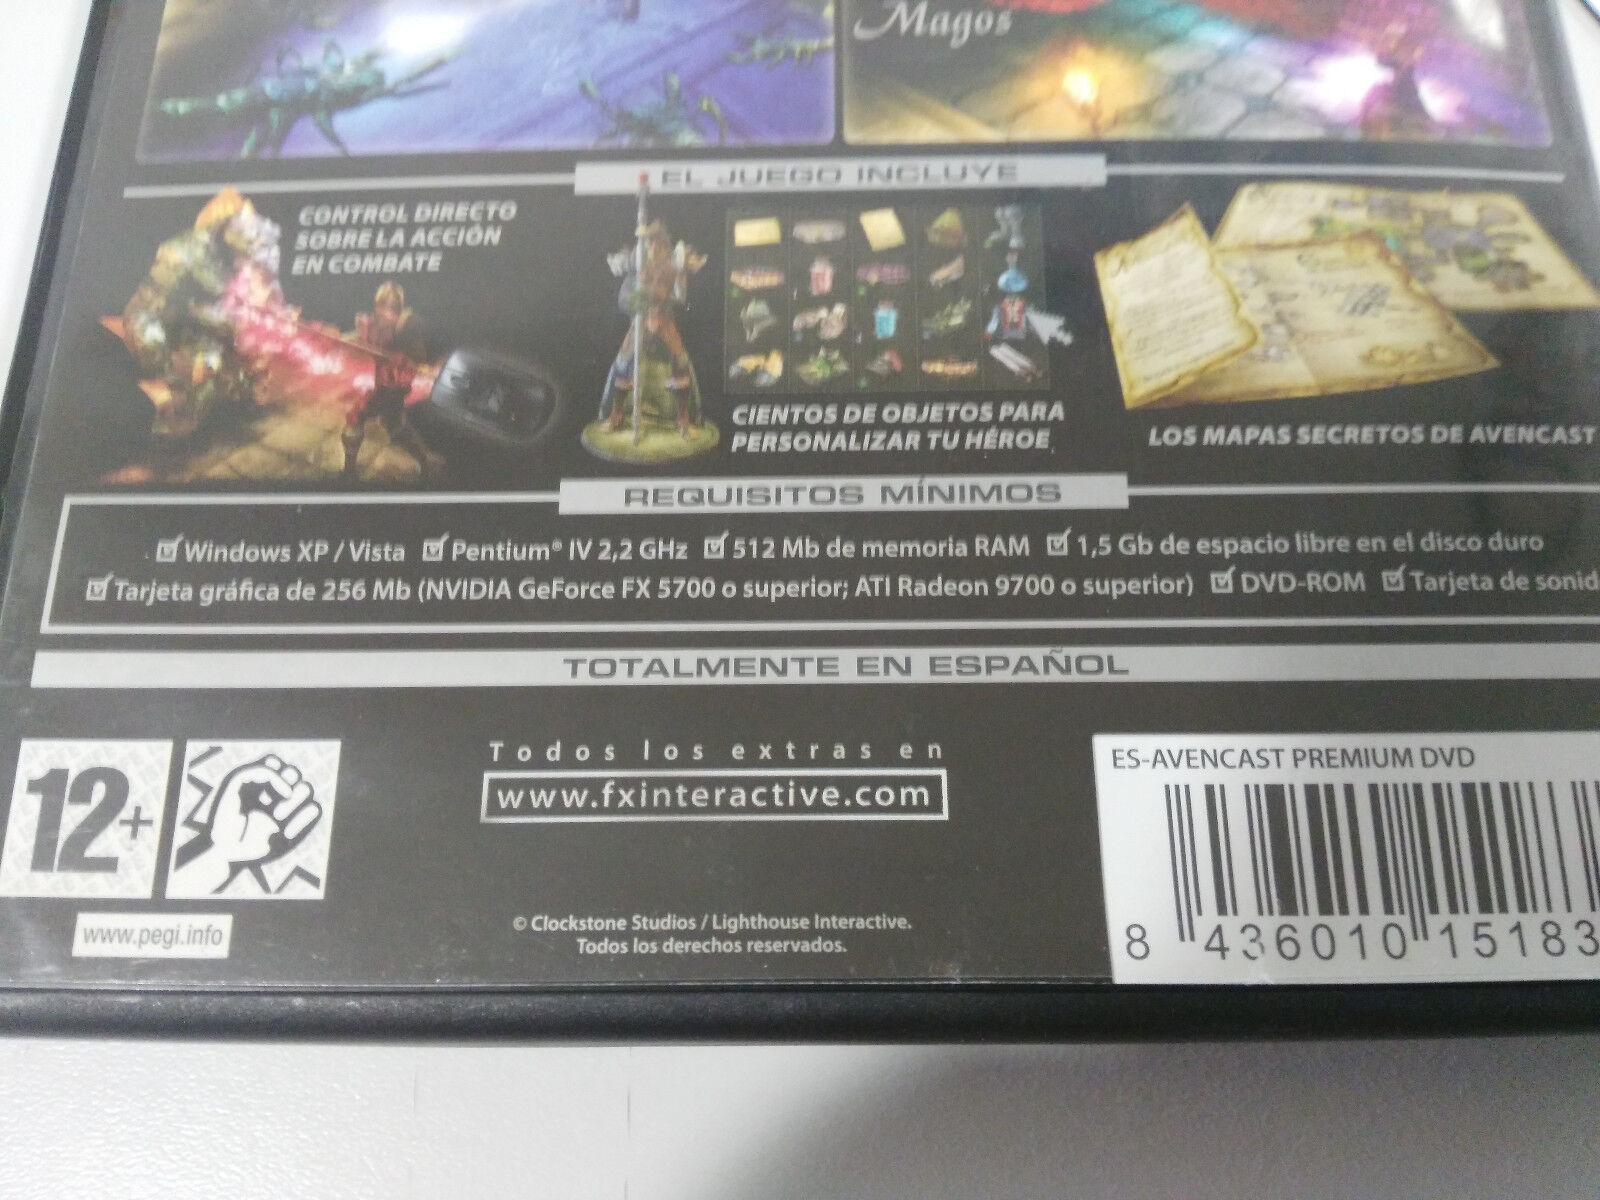 Magos
EL JUEGO INCLUYE
CONTROL DIRECTO
SOBRE LA ACCIÓN
EN COMBATE
CIENTOS DE OBJETOS PARA
PERSONALIZAR TU HÉROE
LOS MAPAS SECRETOS DE AVENCAST
REQUISITOS MÍNIMOS
Windows XP / Vista Pentium® IV 2,2 GHz 512 Mb de memoria RAM 1,5 Gb de espacio libre en el disco duro
Tarjeta gráfica de 256 Mb (NVIDIA GeForce FX 5700 o superior; ATI Radeon 9700 o superior) DVD-ROM Tarjeta de sonid
TOTALMENTE EN ESPAÑOL
12+
www.pegi.info
Todos los extras en
www.fxinteractive.com
© Clockstone Studios / Lighthouse Interactive.
Todos los derechos reservados.
ES-AVENCAST PREMIUM DVD
8 436010 15183